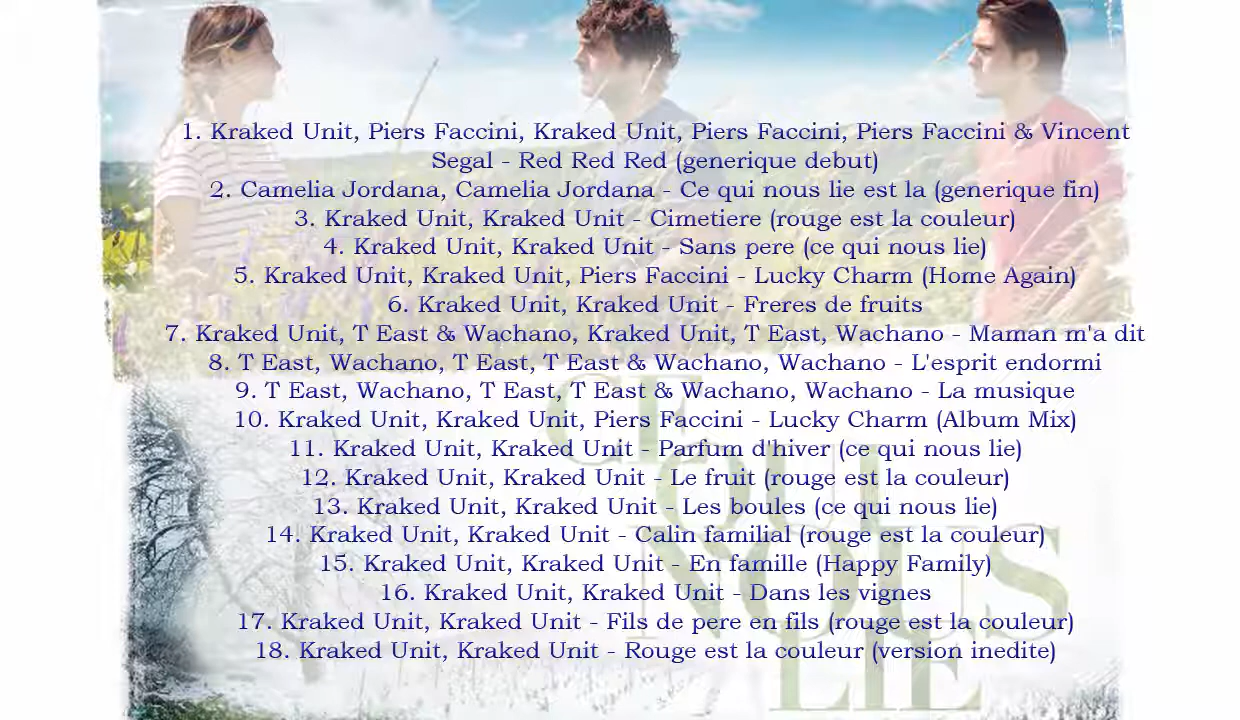 1. Kraked Unit, Piers Faccini, Kraked Unit, Piers Faccini, Piers Faccini & Vincent
Segal - Red Red Red (generique debut)
2. Camelia Jordana, Camelia Jordana - Ce qui nous lie est la (generique fin)
3. Kraked Unit, Kraked Unit - Cimetiere (rouge est la couleur)
4. Kraked Unit, Kraked Unit - Sans pere (ce qui nous lie)
5. Kraked Unit, Kraked Unit, Piers Faccini - Lucky Charm (Home Again)
6. Kraked Unit, Kraked Unit - Freres de fruits
7. Kraked Unit, T East & Wachano, Kraked Unit, T East, Wachano - Maman m'a dit
8. T East, Wachano, T East, T East & Wachano, Wachano - L'esprit endormi
9. T East, Wachano, T East, T East & Wachano, Wachano - La musique
10. Kraked Unit, Kraked Unit, Piers Faccini - Lucky Charm (Album Mix)
11. Kraked Unit, Kraked Unit - Parfum d'hiver (ce qui nous lie)
12. Kraked Unit, Kraked Unit - Le fruit (rouge est la couleur)
13. Kraked Unit, Kraked Unit - Les boules (ce qui nous lie)
14. Kraked Unit, Kraked Unit - Calin familial (rouge est la couleur)
15. Kraked Unit, Kraked Unit - En famille (Happy Family)
16. Kraked Unit, Kraked Unit - Dans les vignes
17. Kraked Unit, Kraked Unit - Fils de pere en fils (rouge est la couleur)
18. Kraked Unit, Kraked Unit - Rouge est la couleur (version inedite)
CE
QUI
NOUS
LIE